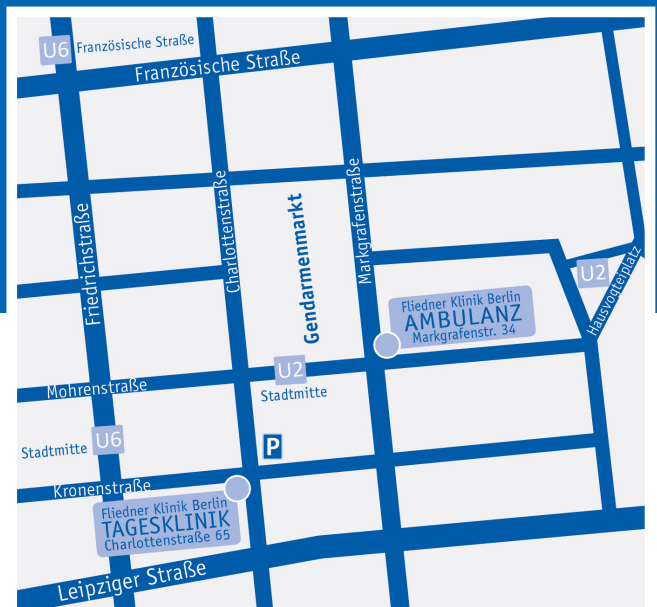 U6 Französische Straße
Französische Straße
Friedrichstraße
Charlottenstraße
Gendarmenmarkt
Markgrafenstraße
U2
Hausvogteiplatz
Fliedner Klinik Berlin
AMBULANZ
Markgrafenstr. 34
U2
Stadtmitte
Mohrenstraße
Stadtmitte U6
P
Kronenstraße
Fliedner Klinik Berlin
TAGESKLINIK
Charlottenstraße 65
Leipziger Straße